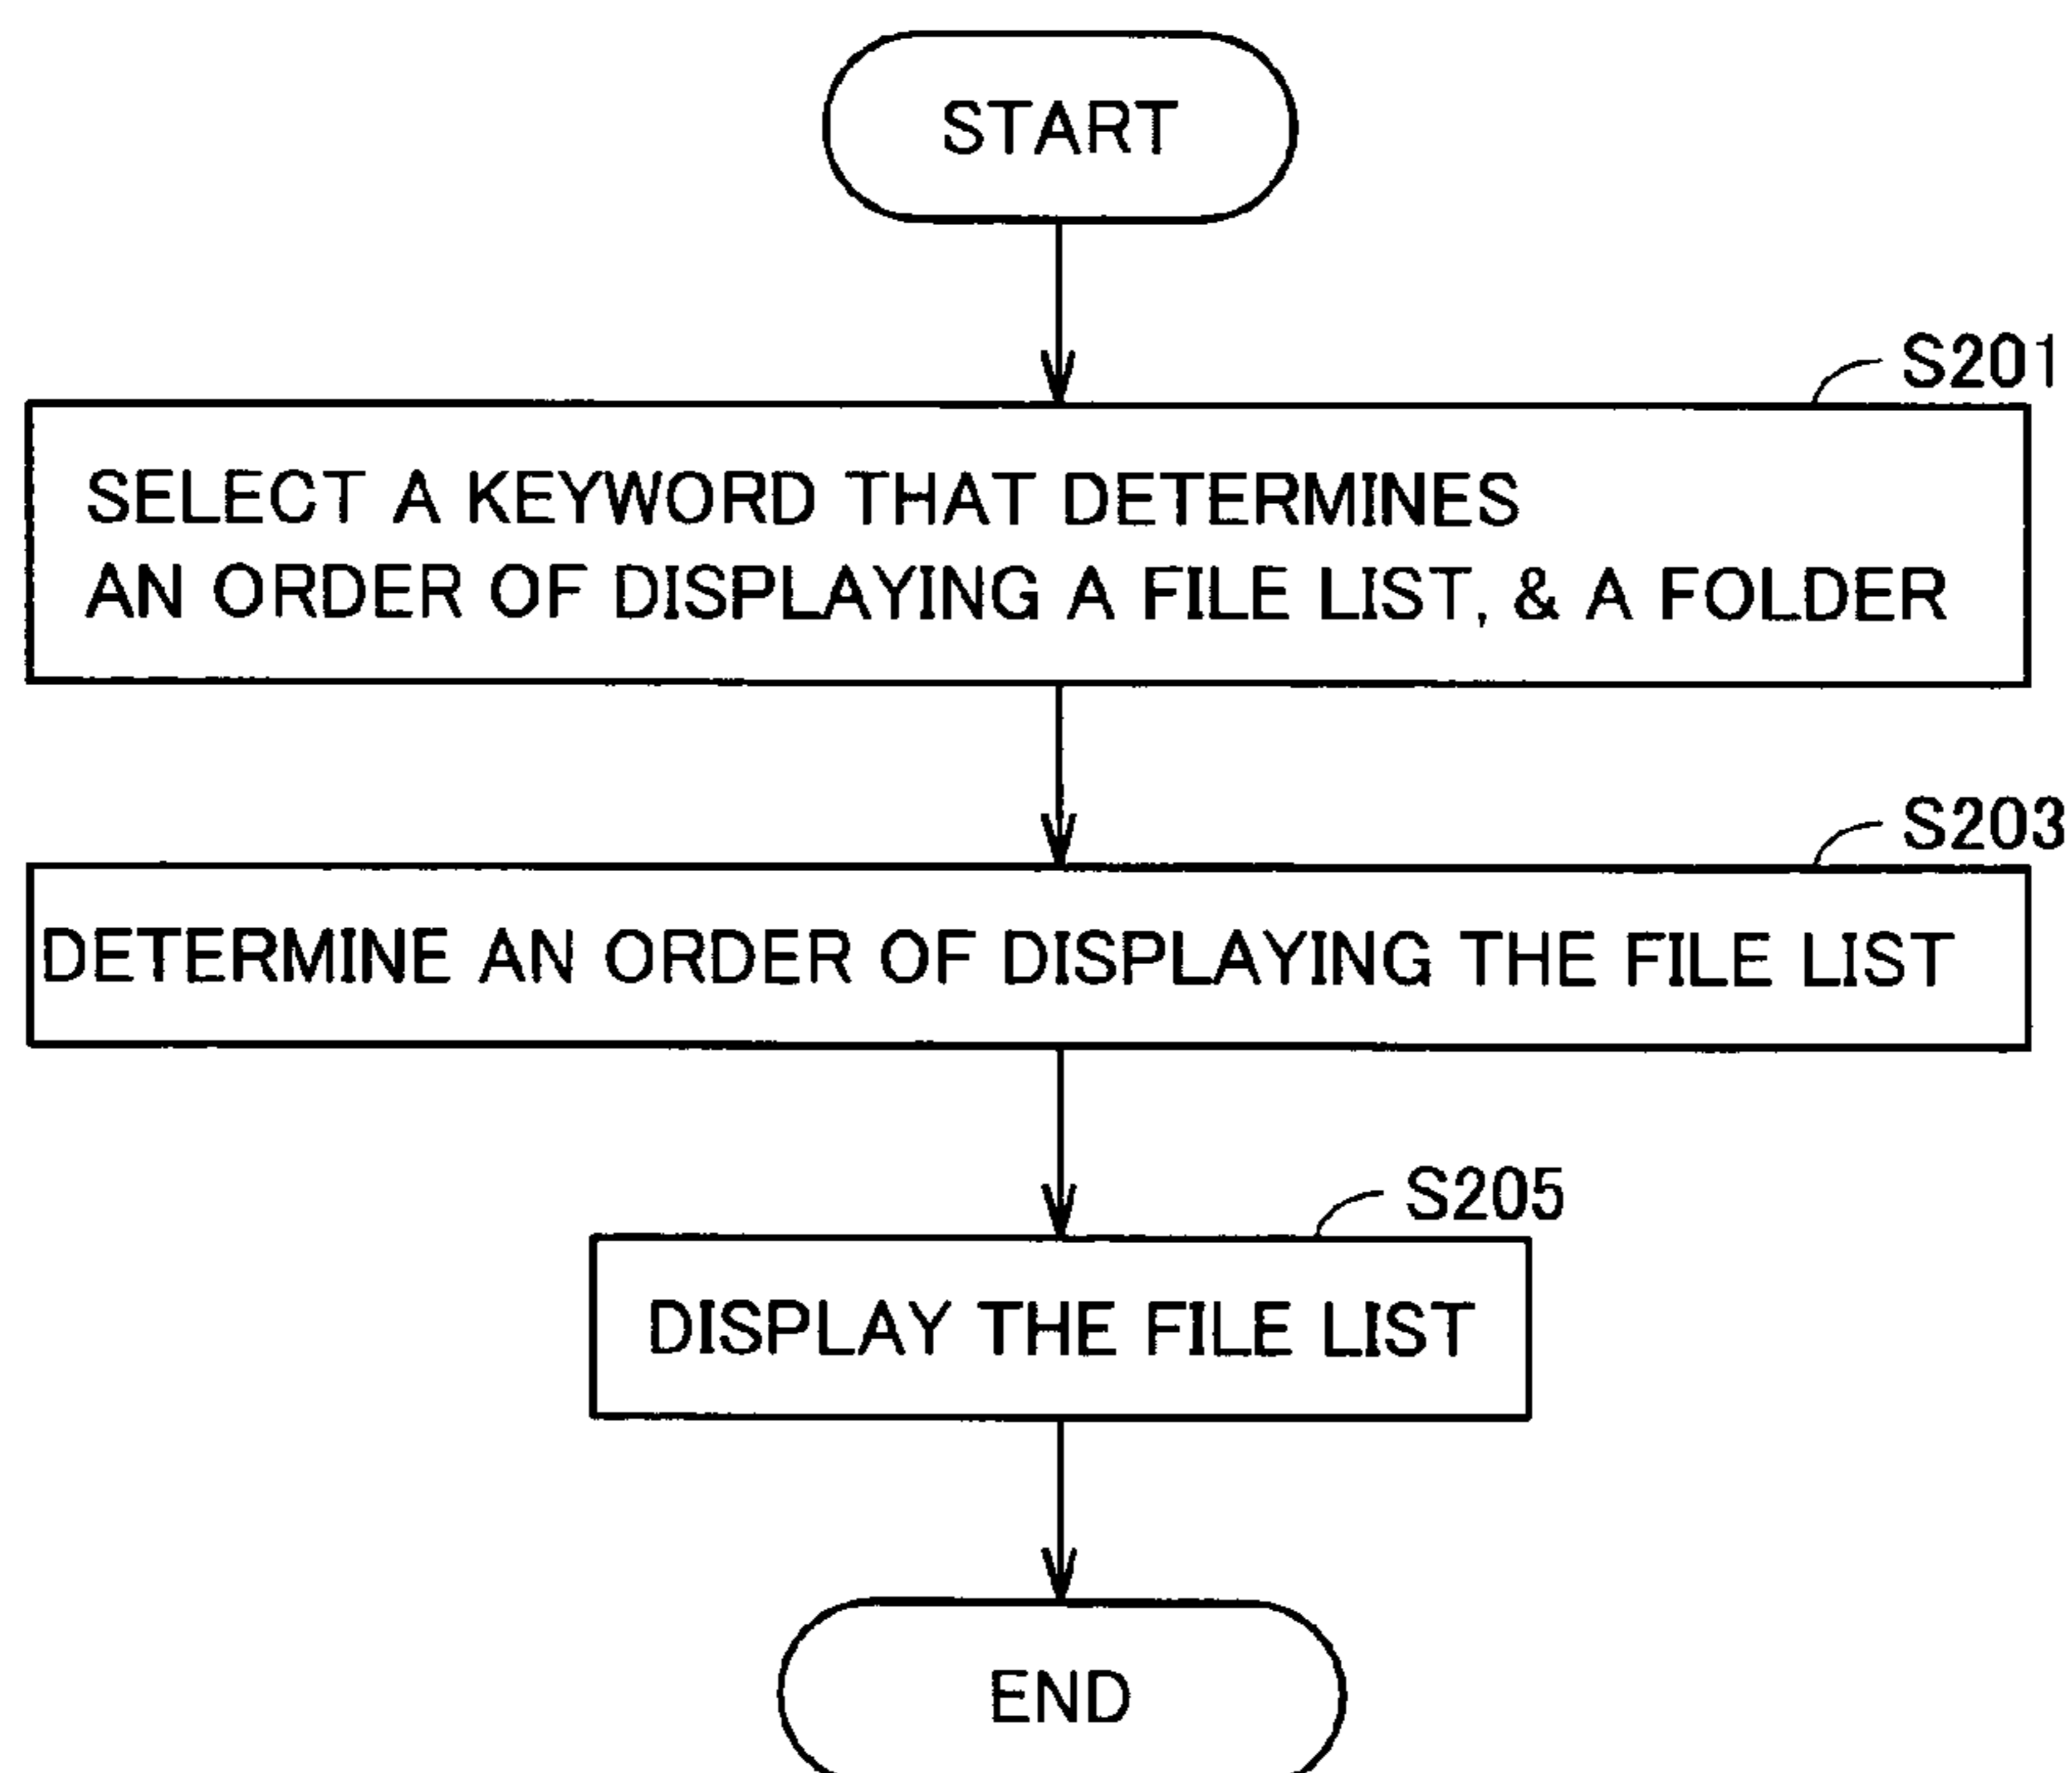 START
S201
SELECT A KEYWORD THAT DETERMINES
AN ORDER OF DISPLAYING A FILE LIST, & A FOLDER
S203
DETERMINE AN ORDER OF DISPLAYING THE FILE LIST
S205
DISPLAY THE FILE LIST
END